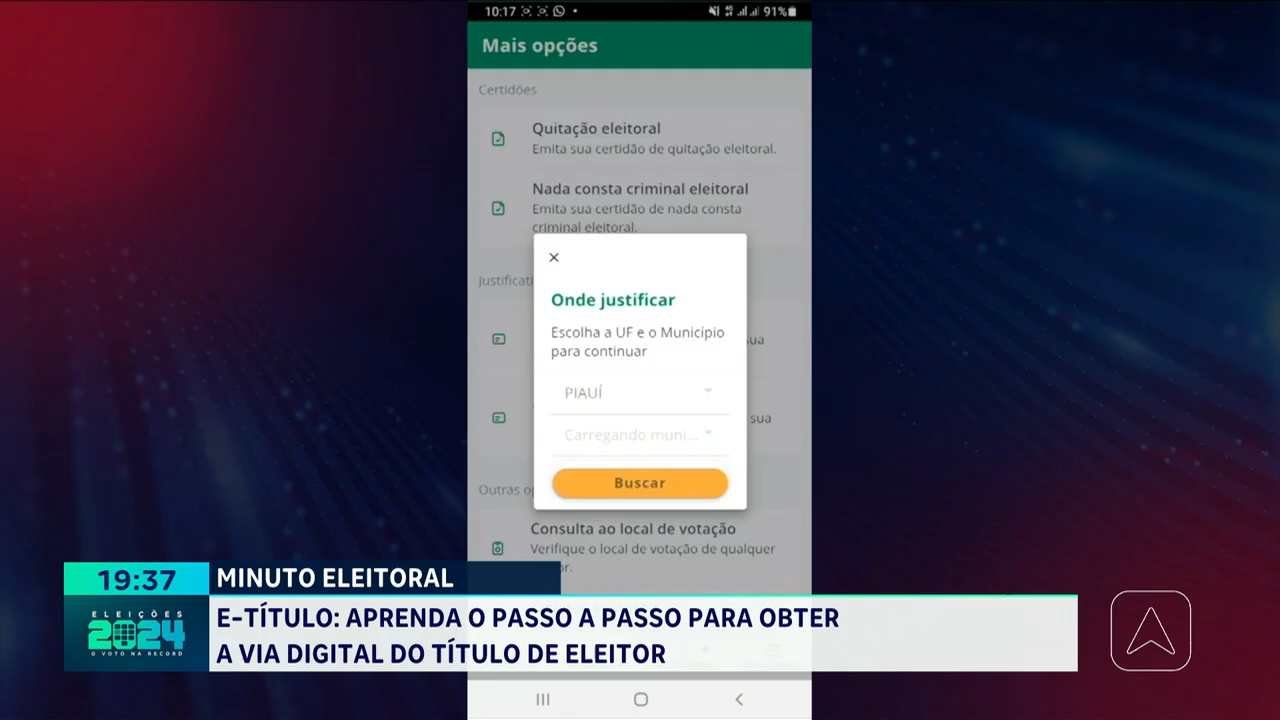 10:17
91%
Mais opções
Certidões
Quitação eleitoral
Emita sua certidão de quitação eleitoral.
Nada consta criminal eleitoral
Emita sua certidão de nada consta
criminal eleitoral.
Justificati
Onde justificar
Escolha a UF e o Município
para continuar
sua
PIAUÍ
sua
Carregando muni...
Buscar
Outras o
Consulta ao local de votação
Verifique o local de votação de qualquer
or.
19:37
MINUTO ELEITORAL
ELEIÇÕES
2024
O VOTO NA RECORD
E-TÍTULO: APRENDA O PASSO A PASSO PARA OBTER
A VIA DIGITAL DO TÍTULO DE ELEITOR